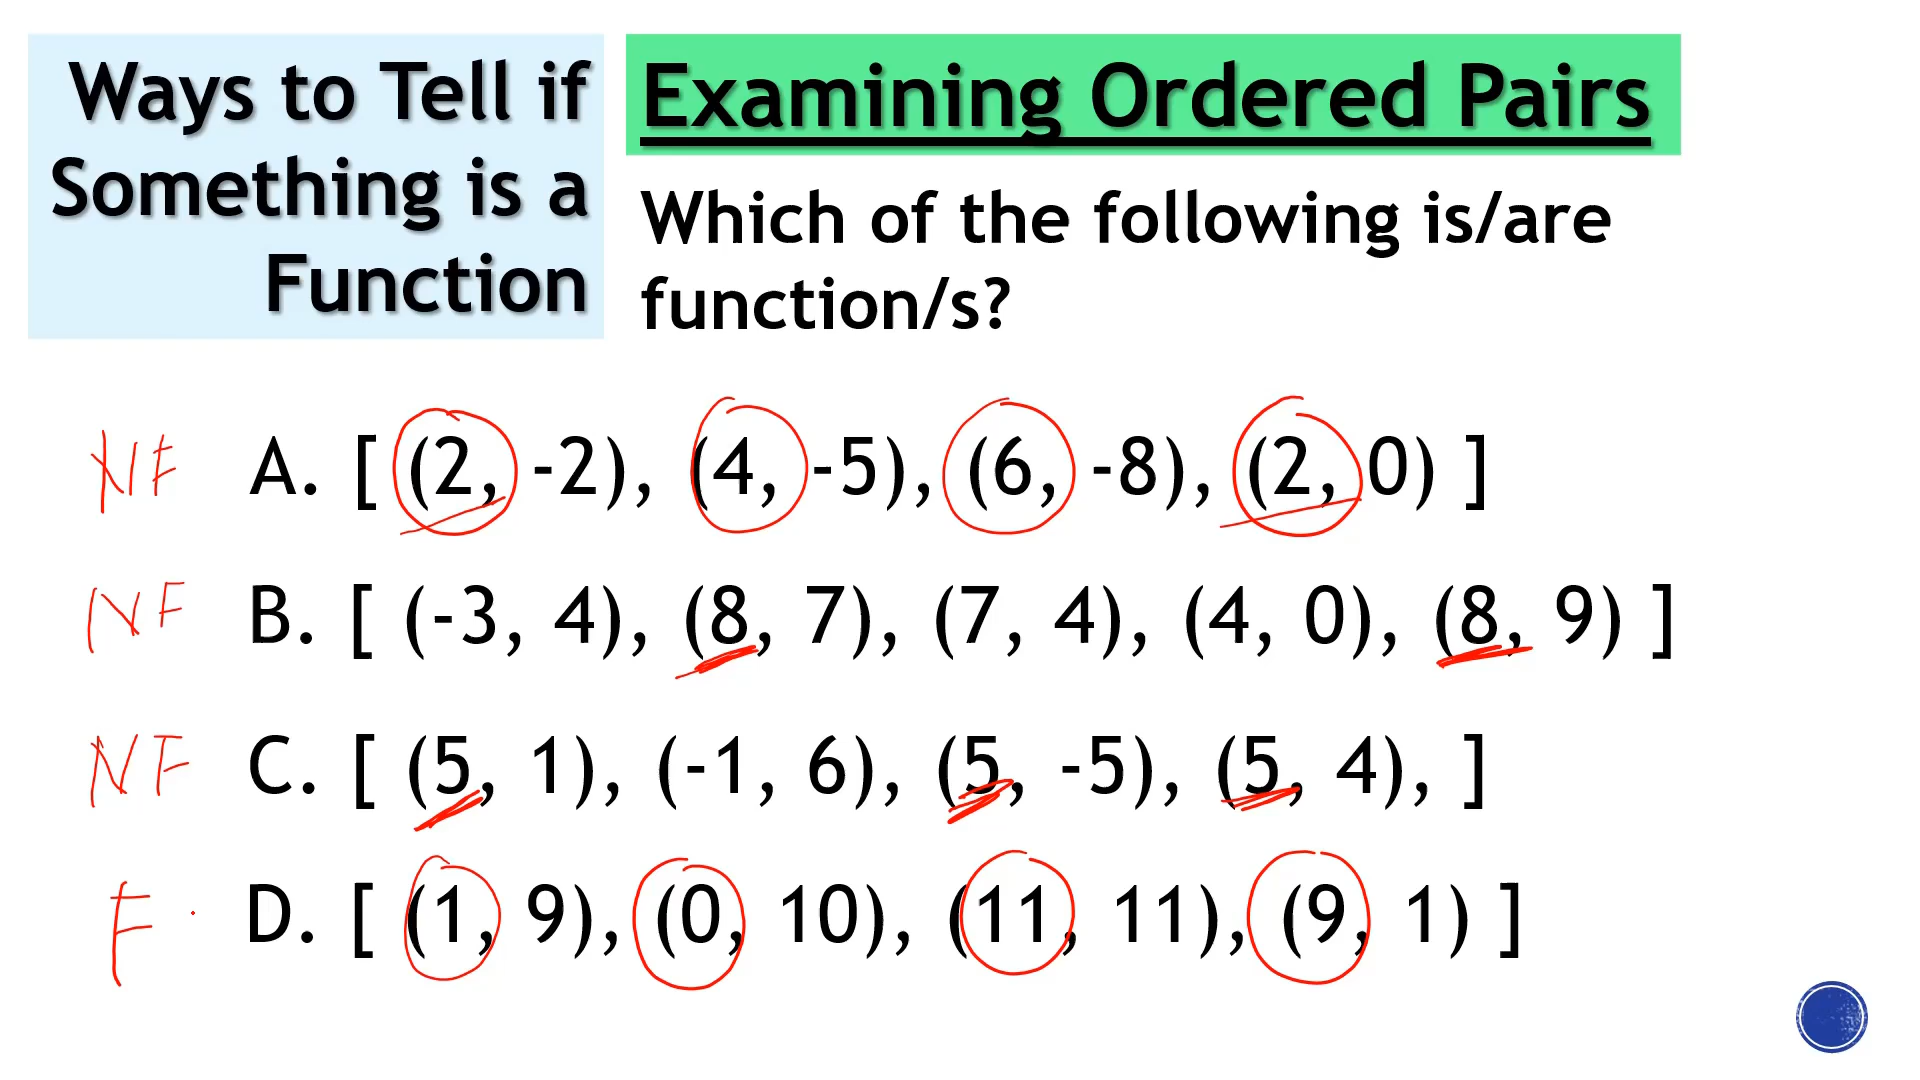 Ways to Tell if
Something is a
Function
Examining Ordered Pairs
Which of the following is/are
function/s?
NF A. [ (2, -2), (4, -5), (6, -8), (2, 0) ]
NF B. [ (-3, 4), (8, 7), (7, 4), (4, 0), (8, 9) ]
NF C. [ (5, 1), (-1, 6), (5, -5), (5, 4), ]
F D. [ (1, 9), (0, 10), (11, 11), (9, 1) ]